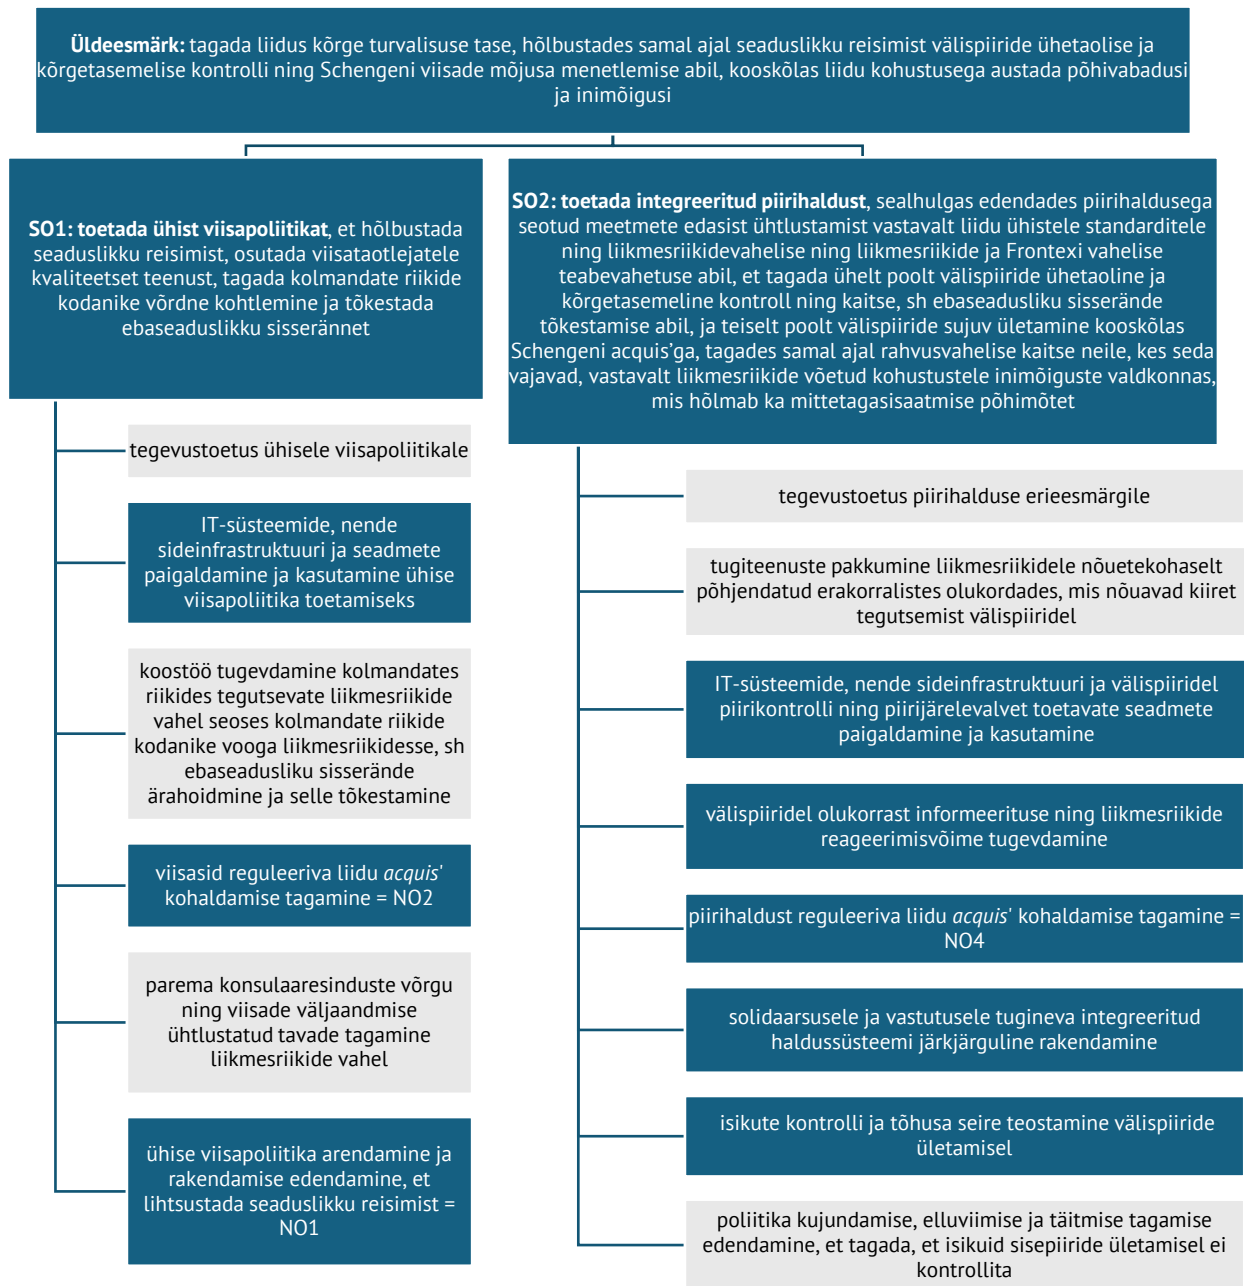 Üldeesmärk: tagada liidus kõrge turvalisuse tase, hõlbustades samal ajal seaduslikku reisimist välispiiride ühetaolise ja
kõrgetasemelise kontrolli ning Schengeni viisade mõjusa menetlemise abil, kooskõlas liidu kohustusega austada põhivabadusi
ja inimõigusi
SO1: toetada ühist viisapoliitikat, et hõlbustada
seaduslikku reisimist, osutada viisataotlejatele
kvaliteetset teenust, tagada kolmandate riikide
kodanike võrdne kohtlemine ja tõkestada
ebaseaduslikku sisserännet
tegevustoetus ühisele viisapoliitikale
IT-süsteemide, nende
sideinfrastruktuuri ja seadmete
paigaldamine ja kasutamine ühise
viisapoliitika toetamiseks
koostöö tugevdamine kolmandates
riikides tegutsevate liikmesriikide
vahel seoses kolmandate riikide
kodanike vooga liikmesriikidesse, sh
ebaseadusliku sisserände
ärahoidmine ja selle tõkestamine
viisasid reguleeriva liidu acquis'
kohaldamise tagamine = NO2
parema konsulaaresinduste võrgu
ning viisade väljaandmise
ühtlustatud tavade tagamine
liikmesriikide vahel
ühise viisapoliitika arendamine ja
rakendamise edendamine, et
lihtsustada seaduslikku reisimist =
NO1
SO2: toetada integreeritud piirihaldust, sealhulgas edendades piirihaldusega
seotud meetmete edasist ühtlustamist vastavalt liidu ühistele standarditele
ning liikmesriikidevahelise ning liikmesriikide ja Frontexi vahelise
teabevahetuse abil, et tagada ühelt poolt välispiiride ühetaoline ja
kõrgetasemeline kontroll ning kaitse, sh ebaseadusliku sisserände
tõkestamise abil, ja teiselt poolt välispiiride sujuv ületamine kooskõlas
Schengeni acquis’ga, tagades samal ajal rahvusvahelise kaitse neile, kes seda
vajavad, vastavalt liikmesriikide võetud kohustustele inimõiguste valdkonnas,
mis hõlmab ka mittetagasisaatmise põhimõtet
tegevustoetus piirihalduse erieesmärgile
tugiteenuste pakkumine liikmesriikidele nõuetekohaselt
põhjendatud erakorralistes olukordades, mis nõuavad kiiret
tegutsemist välispiiridel
IT-süsteemide, nende sideinfrastruktuuri ja välispiiridel
piirikontrolli ning piirijärelevalvet toetavate seadmete
paigaldamine ja kasutamine
välispiiridel olukorrast informeerituse ning liikmesriikide
reageerimisvõime tugevdamine
piirihaldust reguleeriva liidu acquis' kohaldamise tagamine =
NO4
solidaarsusele ja vastutusele tugineva integreeritud
haldussüsteemi järkjärguline rakendamine
isikute kontrolli ja tõhusa seire teostamine välispiiride
ületamisel
poliitika kujundamise, elluviimise ja täitmise tagamise
edendamine, et tagada, et isikuid sisepiiride ületamisel ei
kontrollita